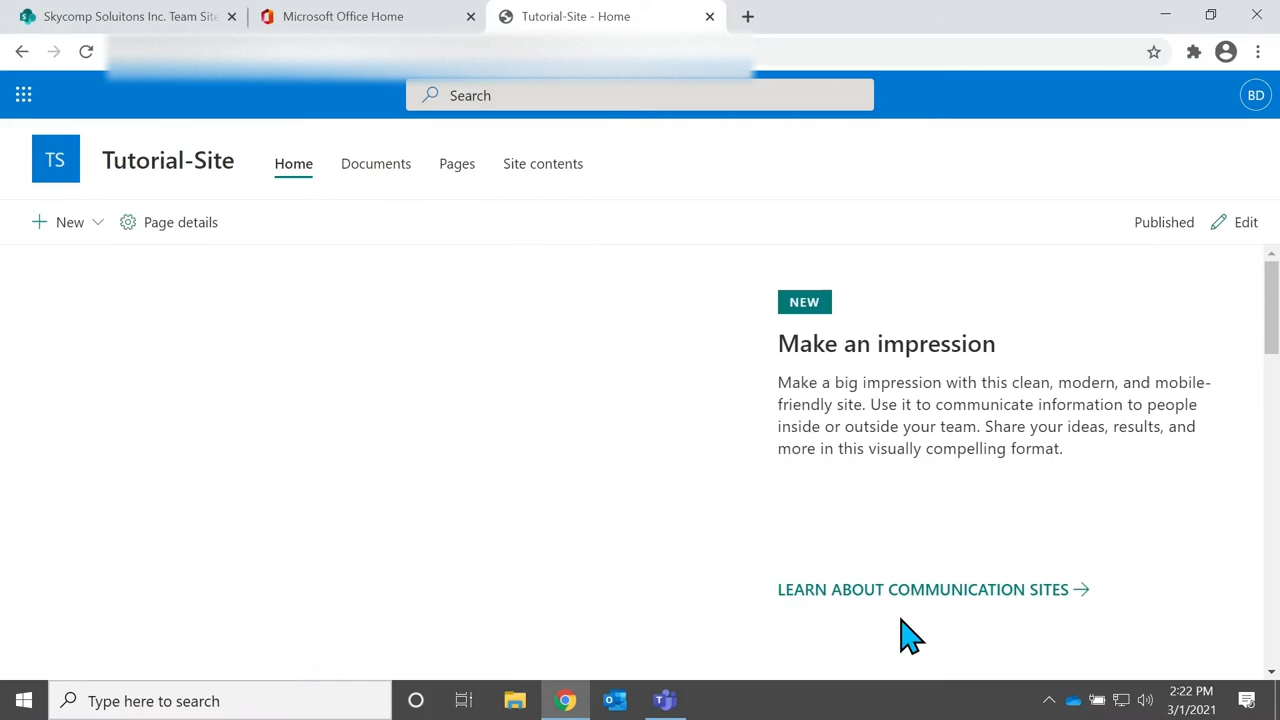 Skycomp Soluitons Inc. Team Site
Microsoft Office Home
Tutorial-Site - Home
Search
BD
TS
Tutorial-Site
Home
Documents
Pages
Site contents
New
Page details
Published
Edit
NEW
Make an impression
Make a big impression with this clean, modern, and mobile-
friendly site. Use it to communicate information to people
inside or outside your team. Share your ideas, results, and
more in this visually compelling format.
LEARN ABOUT COMMUNICATION SITES
Type here to search
2:22 PM
3/1/2021